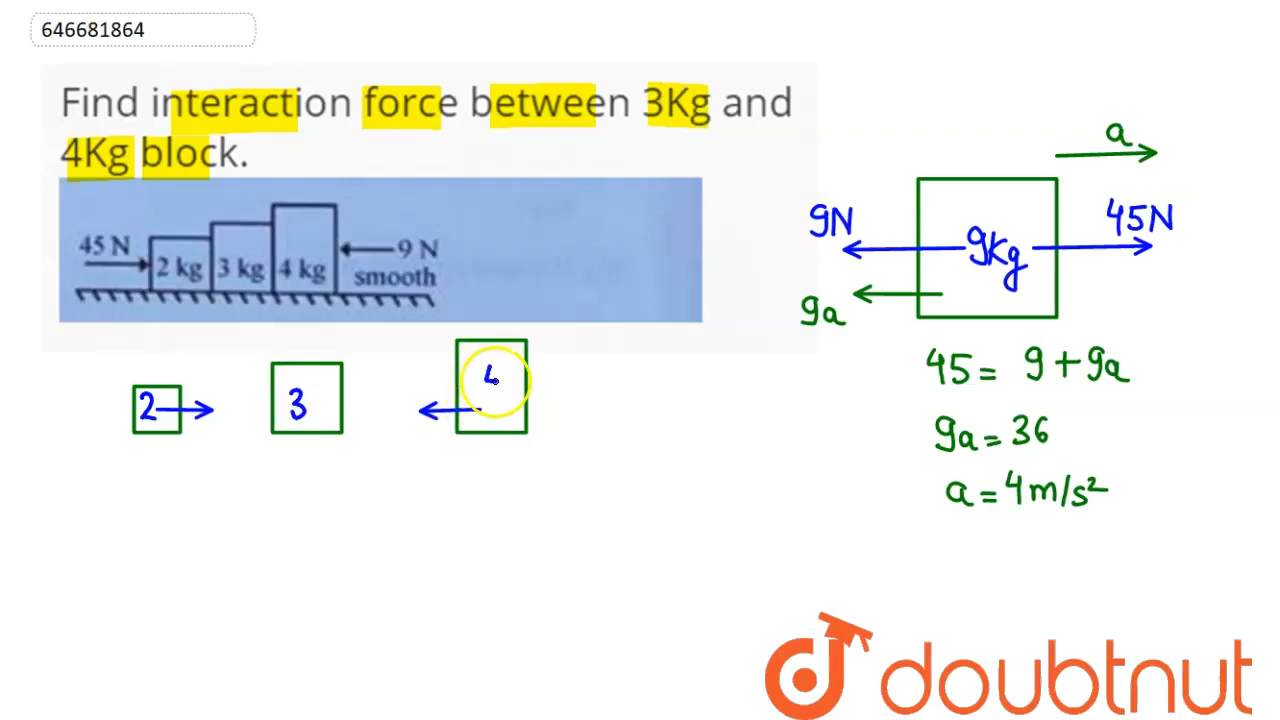 646681864
Find interaction force between 3Kg and
4Kg block.
45 N
2 kg
3 kg
4 kg
9 N
smooth
a
9N
9Kg
45N
9a
45 = 9 + 9a
9a = 36
a = 4m/s²
2
3
4
doubtnut